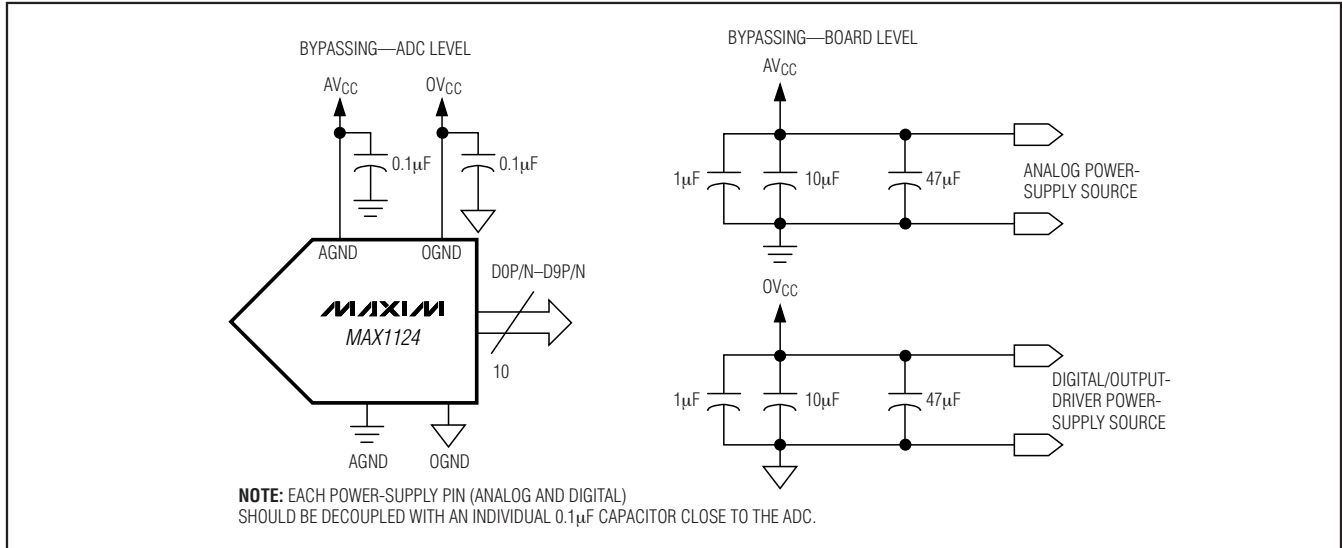 BYPASSING—ADC LEVEL
AVCC
OVCC
0.1μF
0.1μF
AGND
OGND
D0P/N–D9P/N
MAXIM
MAX1124
10
AGND
OGND
BYPASSING—BOARD LEVEL
AVCC
1μF
10μF
47μF
ANALOG POWER-
SUPPLY SOURCE
OVCC
1μF
10μF
47μF
DIGITAL/OUTPUT-
DRIVER POWER-
SUPPLY SOURCE
NOTE: EACH POWER-SUPPLY PIN (ANALOG AND DIGITAL)
SHOULD BE DECOUPLED WITH AN INDIVIDUAL 0.1μF CAPACITOR CLOSE TO THE ADC.